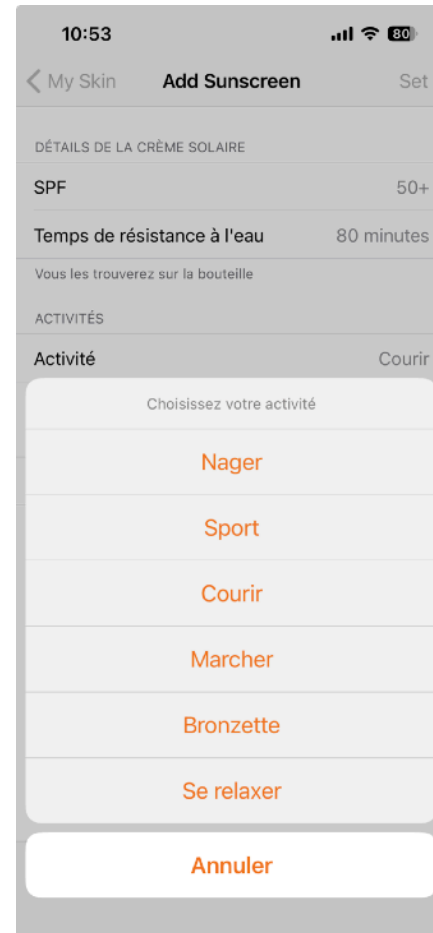 10:53
80
My Skin Add Sunscreen Set
DÉTAILS DE LA CRÈME SOLAIRE
SPF 50+
Temps de résistance à l'eau 80 minutes
Vous les trouverez sur la bouteille
ACTIVITÉS
Activité Courir
Choisissez votre activité
Nager
Sport
Courir
Marcher
Bronzette
Se relaxer
Annuler